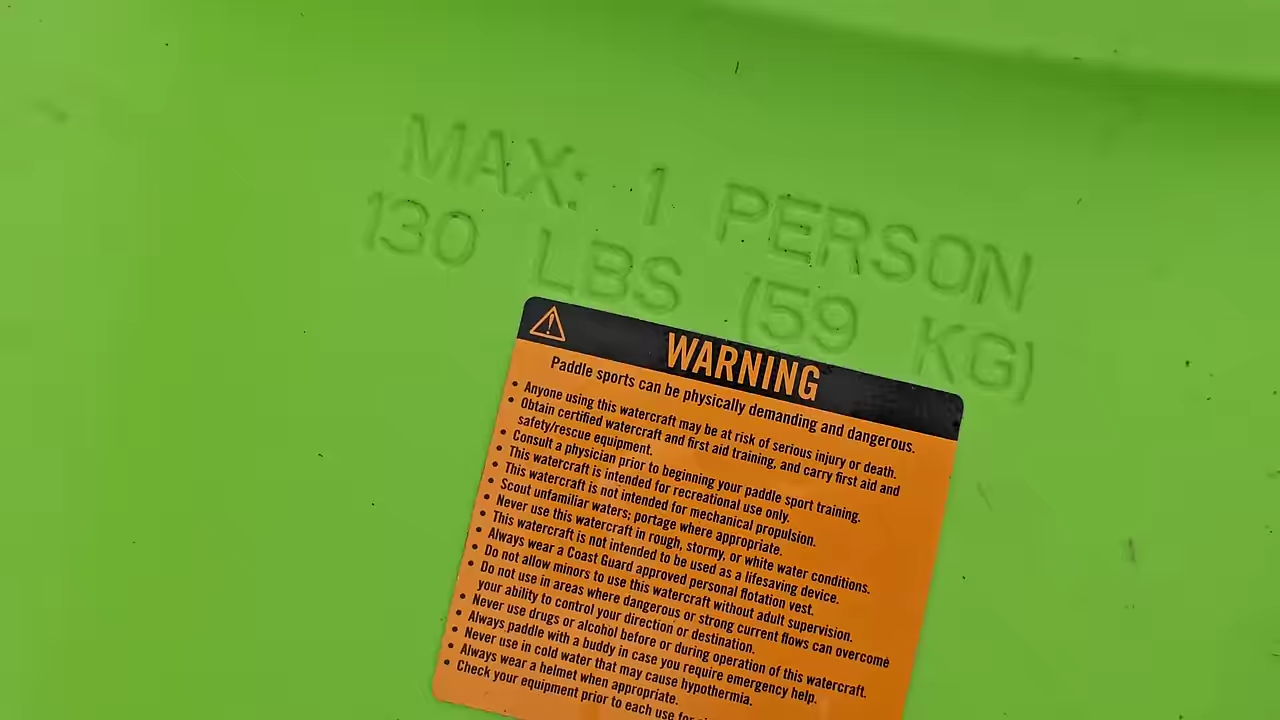 MAX: 1 PERSON
130 LBS (59 KG)
WARNING
Paddle sports can be physically demanding and dangerous.
• Anyone using this watercraft may be at risk of serious injury or death.
• Obtain certified watercraft and first aid training, and carry first aid and
safety/rescue equipment.
• Consult a physician prior to beginning your paddle sport training.
• This watercraft is intended for recreational use only.
• This watercraft is not intended for mechanical propulsion.
• Scout unfamiliar waters; portage where appropriate.
• Never use this watercraft in rough, stormy, or white water conditions.
• This watercraft is not intended to be used as a lifesaving device.
• Always wear a Coast Guard approved personal flotation vest.
• Do not allow minors to use this watercraft without adult supervision.
• Do not use in areas where dangerous or strong current flows can overcome
your ability to control your direction or destination.
• Never use drugs or alcohol before or during operation of this watercraft.
• Always paddle with a buddy in case you require emergency help.
• Never use in cold water that may cause hypothermia.
• Always wear a helmet when appropriate.
• Check your equipment prior to each use for